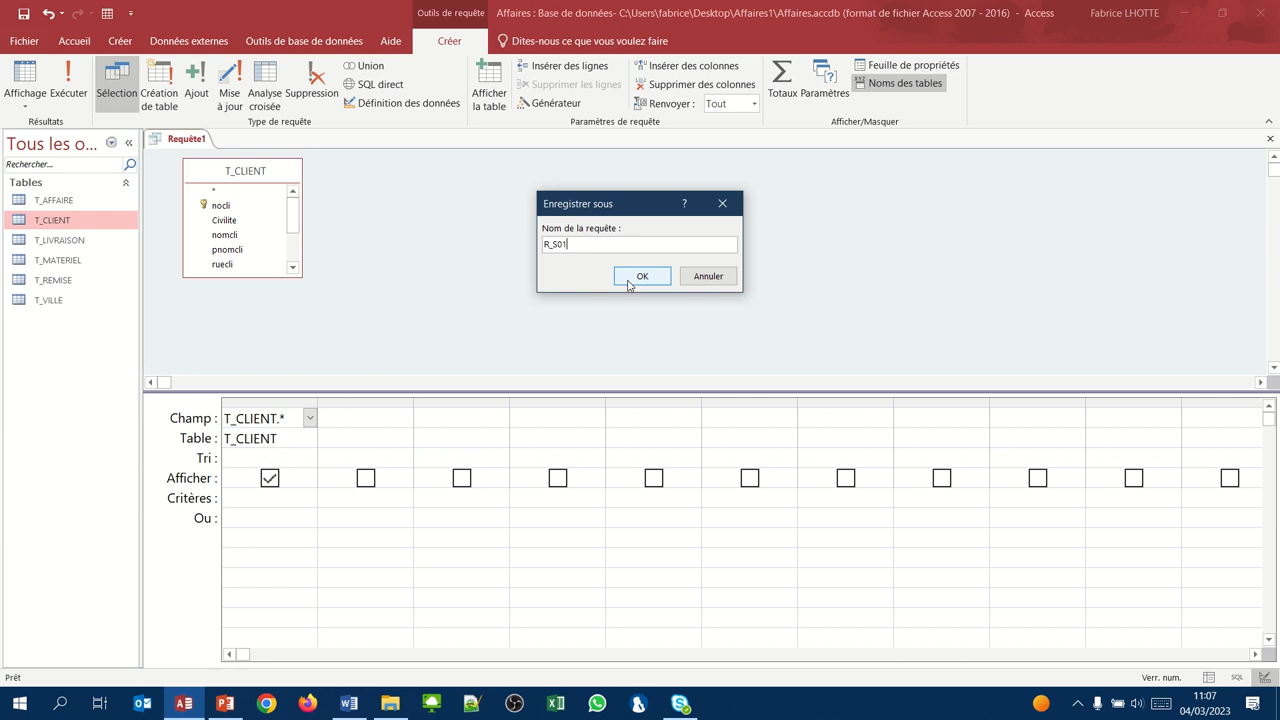 Outils de requête
Affaires : Base de données- C:\Users\fabrice\Desktop\Affaires1\Affaires.accdb (format de fichier Access 2007 - 2016) - Access
Fabrice LHOTTE
Fichier
Accueil
Créer
Données externes
Outils de base de données
Aide
Créer
Dites-nous ce que vous voulez faire
Affichage
Exécuter
Résultats
Sélection
Création de table
Ajout
Mise à jour
Analyse croisée
Suppression
Union
SQL direct
Définition des données
Type de requête
Afficher la table
Insérer des lignes
Supprimer les lignes
Générateur
Insérer des colonnes
Supprimer des colonnes
Renvoyer :
Tout
Paramètres de requête
Totaux
Paramètres
Feuille de propriétés
Noms des tables
Afficher/Masquer
Tous les o...
Rechercher...
Tables
T_AFFAIRE
T_CLIENT
T_LIVRAISON
T_MATERIEL
T_REMISE
T_VILLE
Requête1
T_CLIENT
*
nocli
Civilite
nomcli
pnomcli
ruecli
Enregistrer sous
?
Nom de la requête :
R_S01
OK
Annuler
Champ : T_CLIENT.*
Table : T_CLIENT
Tri :
Afficher :
Critères :
Ou :
Prêt
Verr. num.
SQL
11:07
04/03/2023